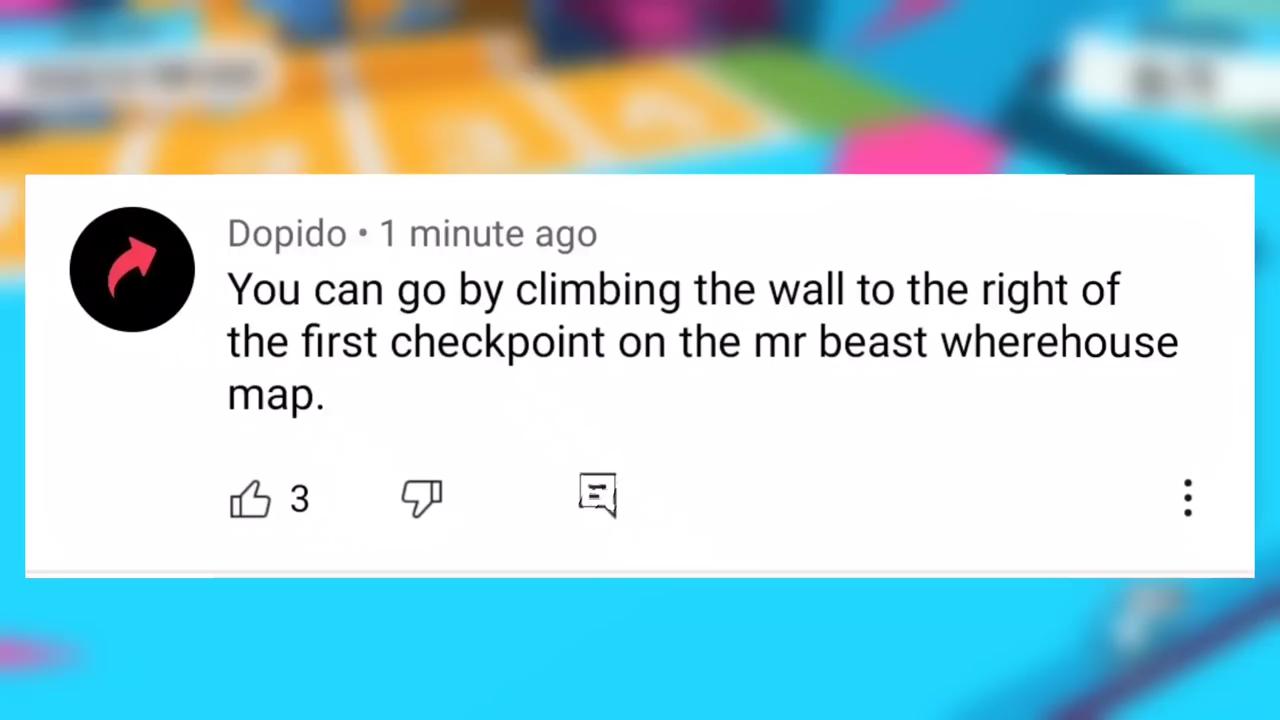 Dopido • 1 minute ago
You can go by climbing the wall to the right of
the first checkpoint on the mr beast wherehouse
map.
3